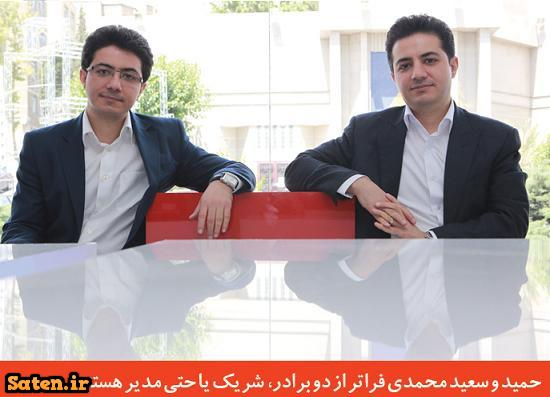 حمید و سعید محمدی فراتر از دو برادر، شریک یا حتی مدیر هست
Saten.ir